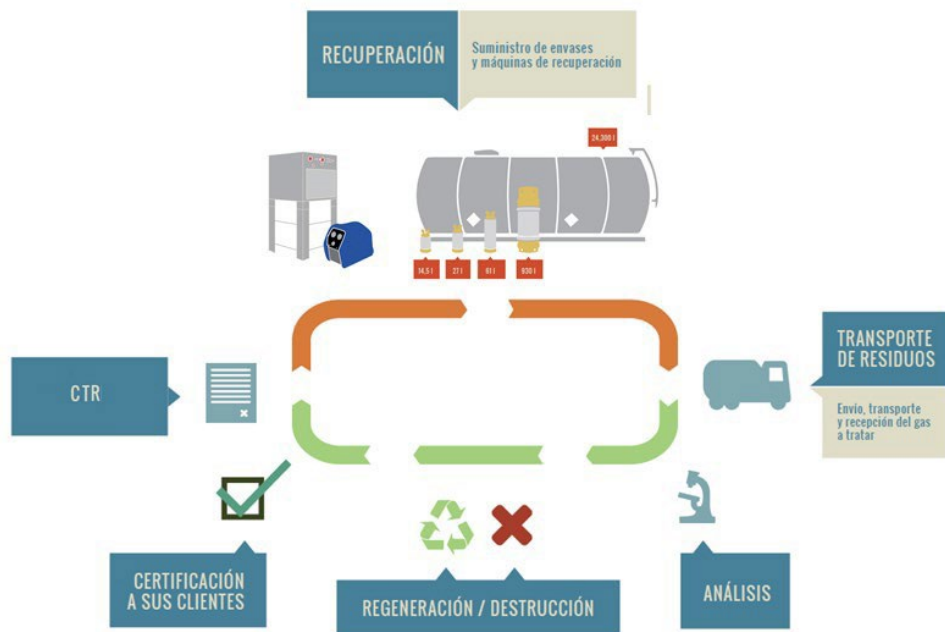 RECUPERACIÓN
Suministro de envases
y máquinas de recuperación
24,300 l
14,5 l
27 l
61 l
930 l
TRANSPORTE
DE RESIDUOS
Envío, transporte
y recepción del gas
a tratar
CTR
CERTIFICACIÓN
A SUS CLIENTES
REGENERACIÓN / DESTRUCCIÓN
ANÁLISIS